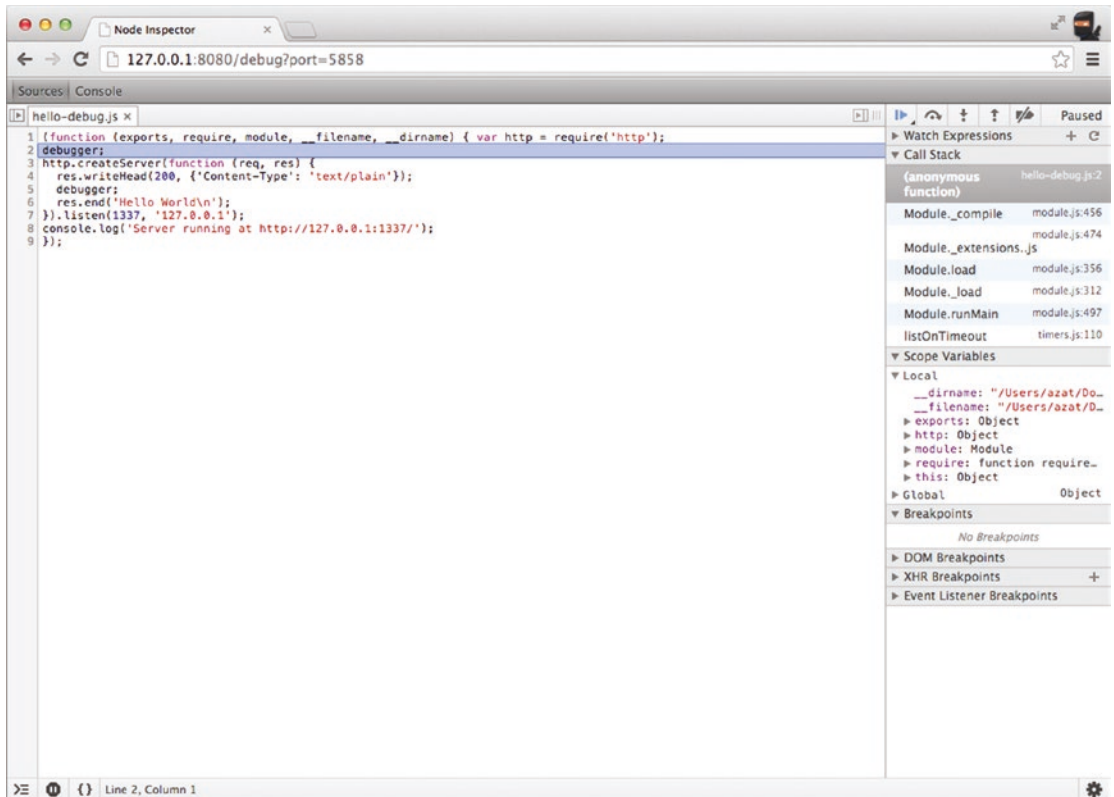 Node Inspector
127.0.0.1:8080/debug?port=5858
Sources Console
hello-debug.js ×
1 (function (exports, require, module, __filename, __dirname) { var http = require('http');
2 debugger;
3 http.createServer(function (req, res) {
4 res.writeHead(200, {'Content-Type': 'text/plain'});
5 debugger;
6 res.end('Hello World\n');
7 }).listen(1337, '127.0.0.1');
8 console.log('Server running at http://127.0.0.1:1337/');
9 });
Paused
Watch Expressions
Call Stack
(anonymous function) hello-debug.js:2
Module._compile module.js:456
module.js:474
Module._extensions..js
Module.load module.js:356
Module._load module.js:312
Module.runMain module.js:497
listOnTimeout timers.js:110
Scope Variables
Local
__dirname: "/Users/azat/Do…
__filename: "/Users/azat/D…
exports: Object
http: Object
module: Module
require: function require…
this: Object
Global Object
Breakpoints
No Breakpoints
DOM Breakpoints
XHR Breakpoints
Event Listener Breakpoints
{} Line 2, Column 1